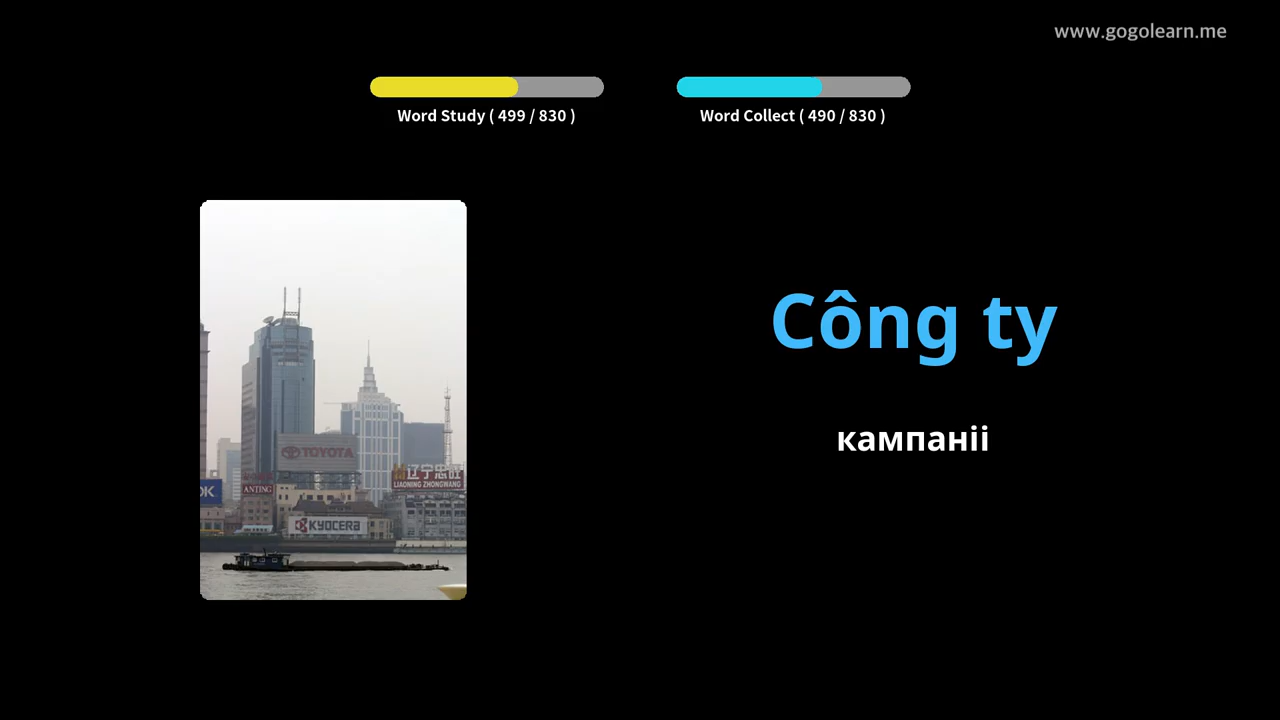 www.gogolearn.me
Word Study ( 499 / 830 )
Word Collect ( 490 / 830 )
Công ty
кампаніі
TOYOTA
辽宁忠旺
LIAONING ZHONGWANG
ANTING
KYOCERA